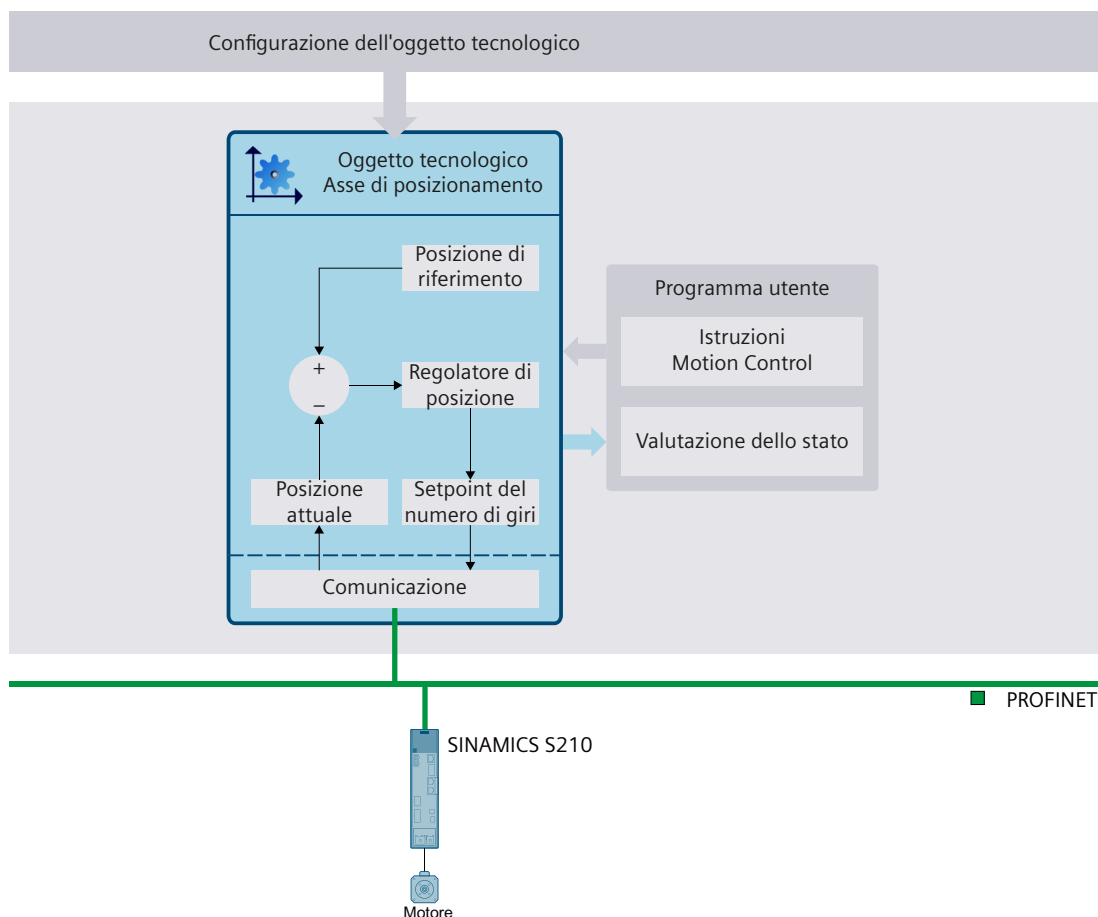 Configurazione dell'oggetto tecnologico
Oggetto tecnologico
Asse di posizionamento
Posizione di
riferimento
Programma utente
Istruzioni
Motion Control
+
Regolatore di
posizione
–
Valutazione dello stato
Posizione
attuale
Setpoint del
numero di giri
Comunicazione
PROFINET
SINAMICS S210
Motore